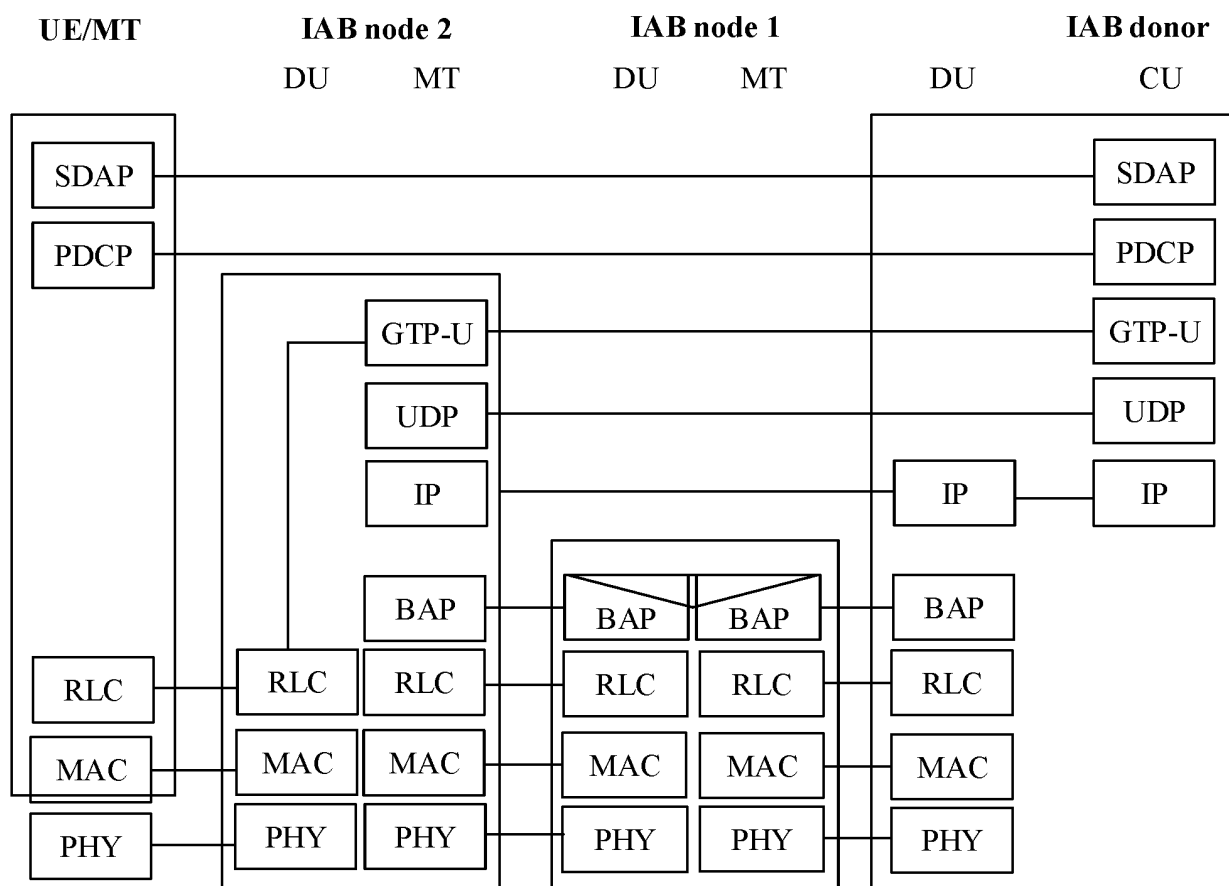 UE/MT IAB node 2 IAB node 1 IAB donor
DU MT DU MT DU CU
SDAP SDAP
PDCP PDCP
GTP-U GTP-U
UDP UDP
IP IP IP
BAP BAP BAP BAP
RLC RLC RLC RLC RLC RLC
MAC MAC MAC MAC MAC MAC
PHY PHY PHY PHY PHY PHY